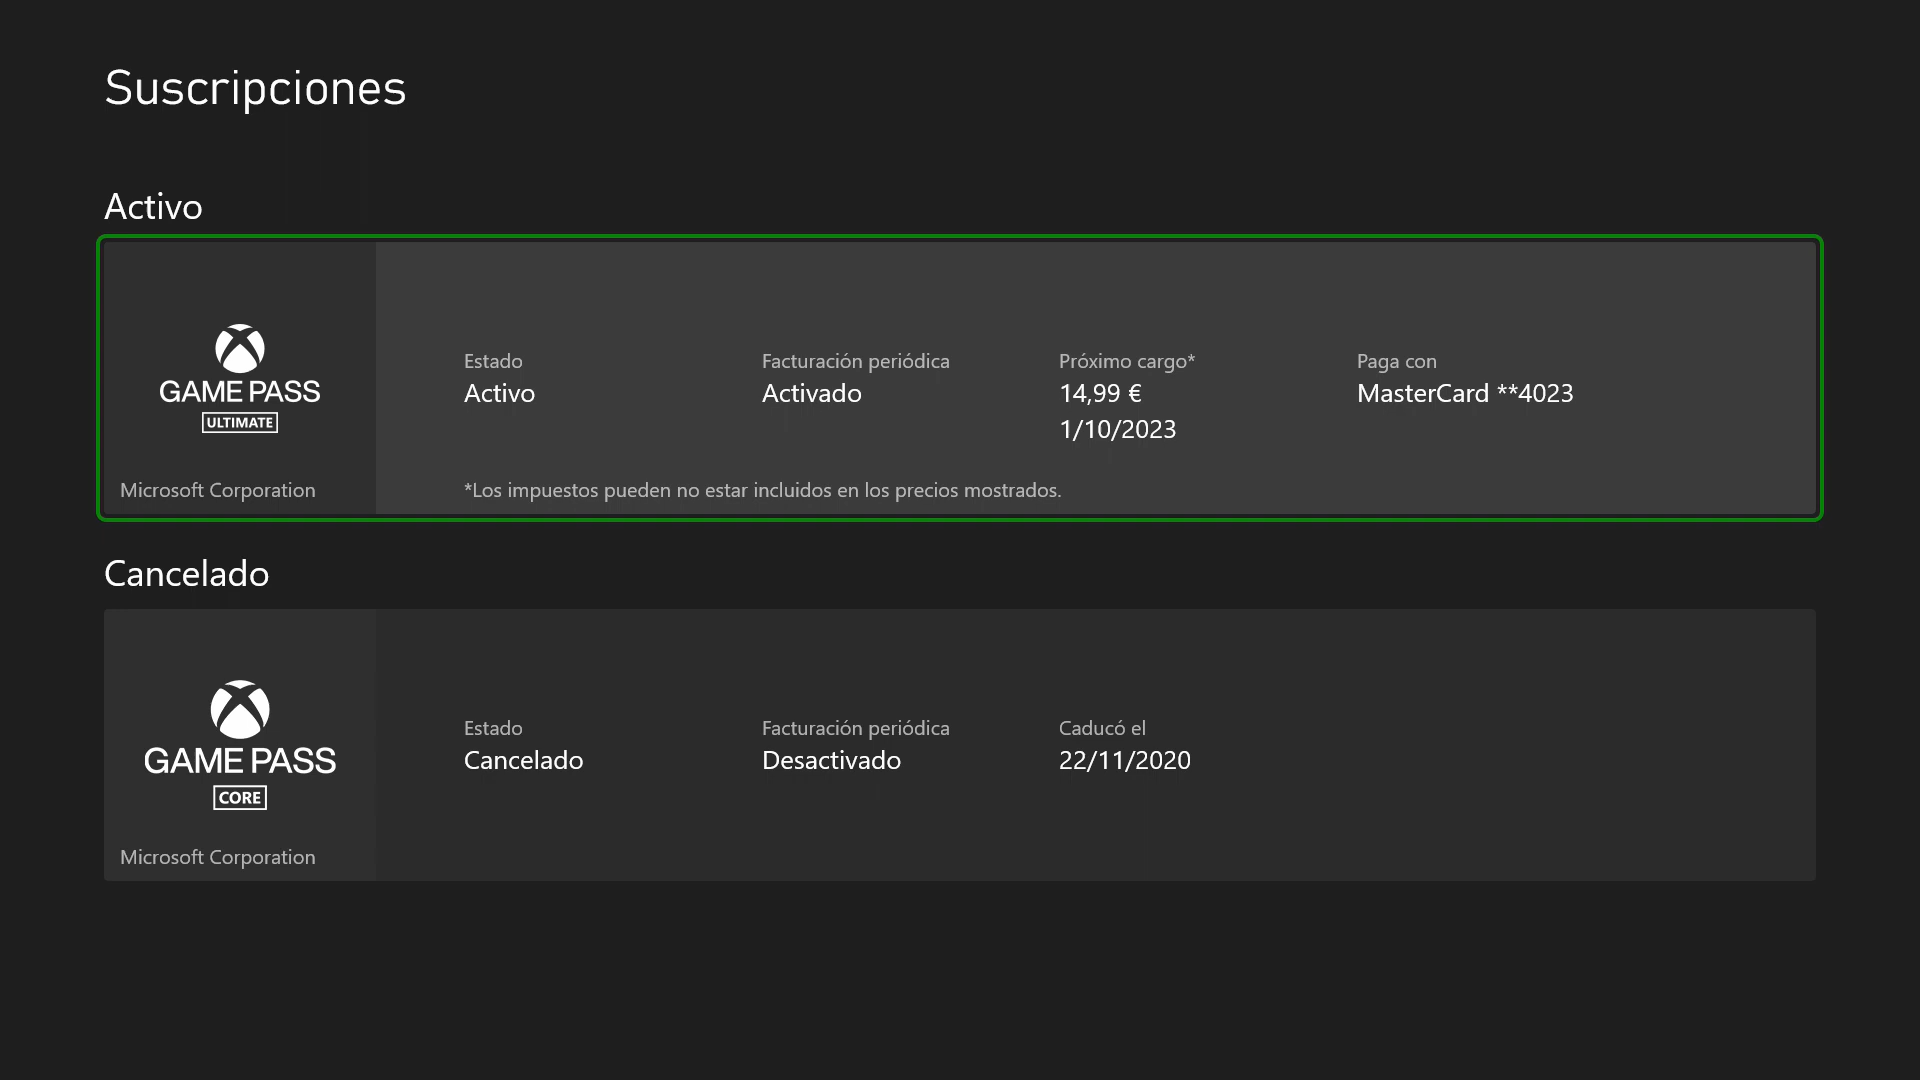 Suscripciones
Activo
GAME PASS
ULTIMATE
Microsoft Corporation
Estado
Activo
Facturación periódica
Activado
Próximo cargo*
14,99 €
1/10/2023
Paga con
MasterCard **4023
*Los impuestos pueden no estar incluidos en los precios mostrados.
Cancelado
GAME PASS
CORE
Microsoft Corporation
Estado
Cancelado
Facturación periódica
Desactivado
Caducó el
22/11/2020